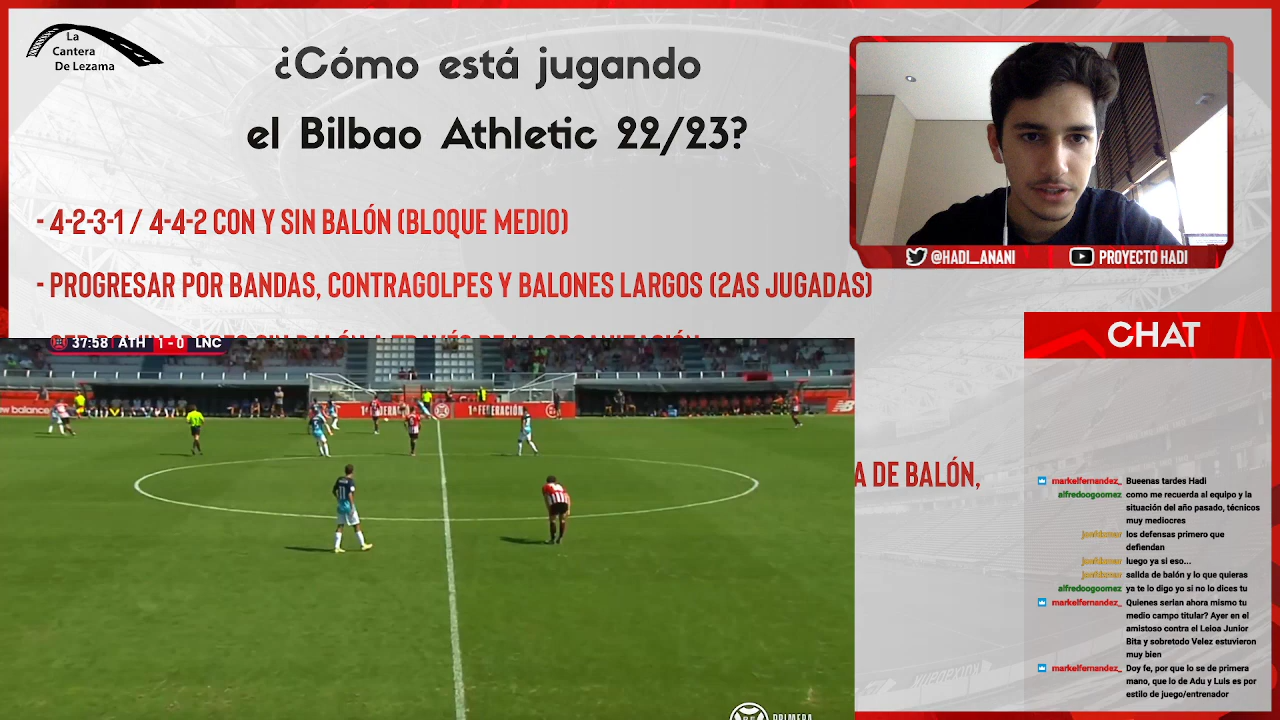 La
Cantera
De Lezama
¿Cómo está jugando
el Bilbao Athletic 22/23?
- 4-2-3-1 / 4-4-2 CON Y SIN BALÓN (BLOQUE MEDIO)
- PROGRESAR POR BANDAS, CONTRAGOLPES Y BALONES LARGOS (2AS JUGADAS)
@HADI_ANANI
PROYECTO HADI
37:58 ATH 1 - 0 LNC
new balance
1ª FEDERACIÓN
11
A DE BALÓN,
CHAT
markelfernandez_ Bueenas tardes Hadi
alfredoogoomez como me recuerda al equipo y la
situación del año pasado, técnicos
muy mediocres
los defensas primero que
defiendan
luego ya si eso...
salida de balón y lo que quieras
alfredoogoomez ya te lo digo yo si no lo dices tu
markelfernandez_ Quienes serían ahora mismo tu
medio campo titular? Ayer en el
amistoso contra el Leioa Junior
Bita y sobretodo Velez estuvieron
muy bien
markelfernandez_ Doy fe, por que lo se de primera
mano, que lo de Adu y Luis es por
estilo de juego/entrenador
PRIMERA